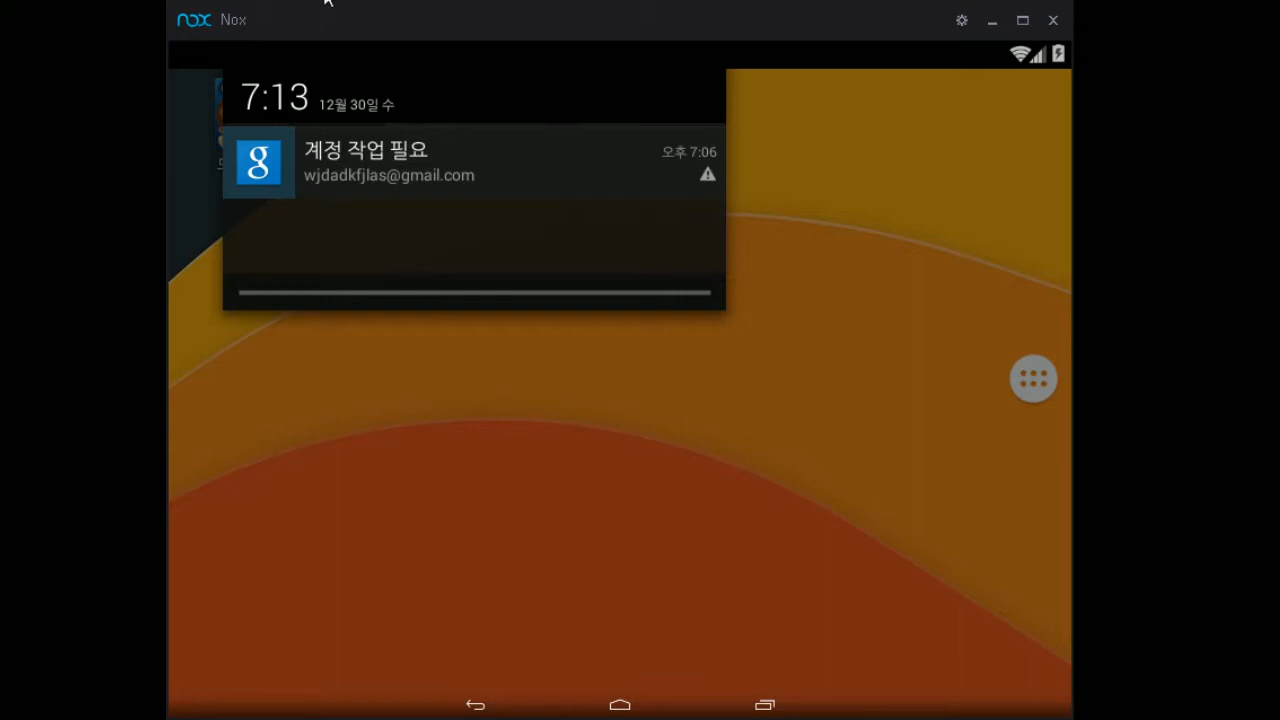 nox Nox
7:13 12월 30일 수
g 계정 작업 필요 오후 7:06
wjdadkfjlas@gmail.com